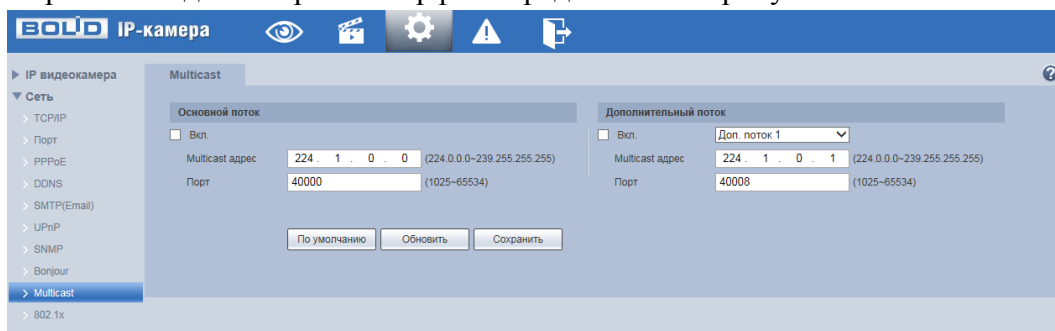 BOLID IP-камера
IP видеокамера
Сеть
TCP/IP
Порт
PPPoE
DDNS
SMTP(Email)
UPnP
SNMP
Bonjour
Multicast
802.1x
Multicast
Основной поток
Вкл.
Multicast адрес 224 . 1 . 0 . 0 (224.0.0.0~239.255.255.255)
Порт 40000 (1025~65534)
Дополнительный поток
Вкл. Доп. поток 1
Multicast адрес 224 . 1 . 0 . 1 (224.0.0.0~239.255.255.255)
Порт 40008 (1025~65534)
По умолчанию Обновить Сохранить